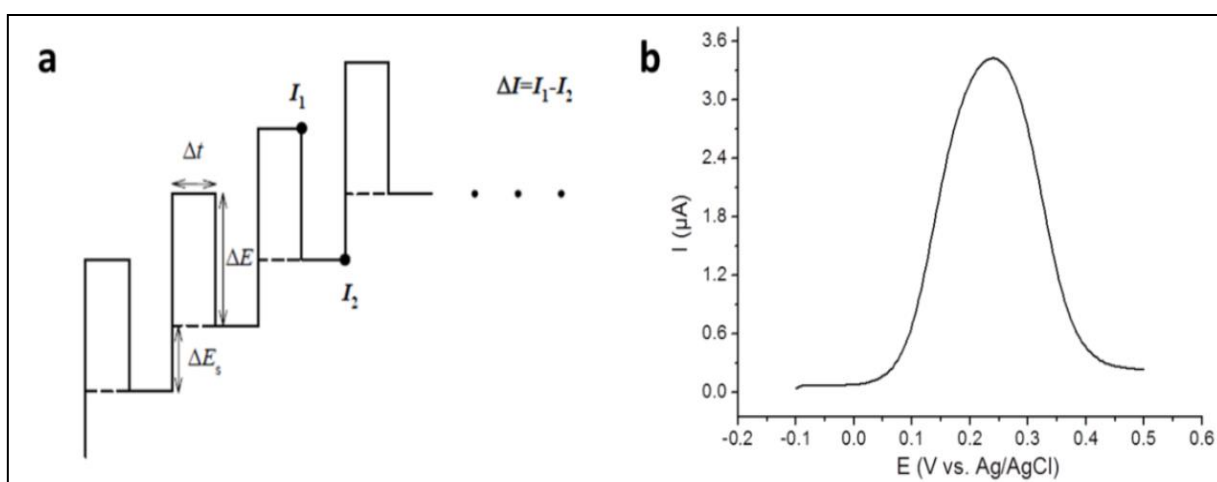 a
I₁
ΔI=I₁-I₂
Δt
ΔE
I₂
ΔEₛ
b
I (µA)
3.6
3.0
2.4
1.8
1.2
0.6
0.0
-0.2 -0.1 0.0 0.1 0.2 0.3 0.4 0.5 0.6
E (V vs. Ag/AgCl)